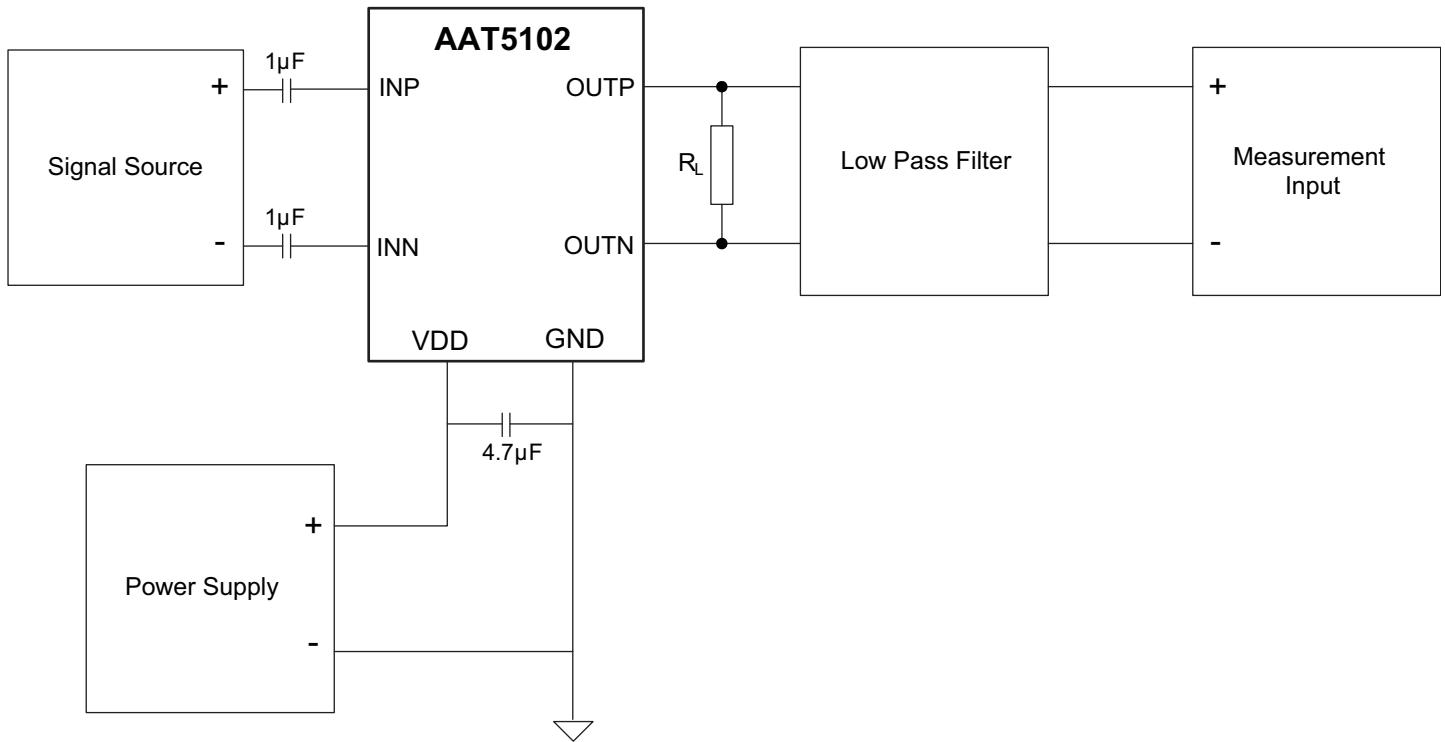 AAT5102
1µF
+
INP
OUTP
+
Signal Source
R_L
Low Pass Filter
Measurement
Input
1µF
-
INN
OUTN
-
VDD
GND
4.7µF
+
Power Supply
-